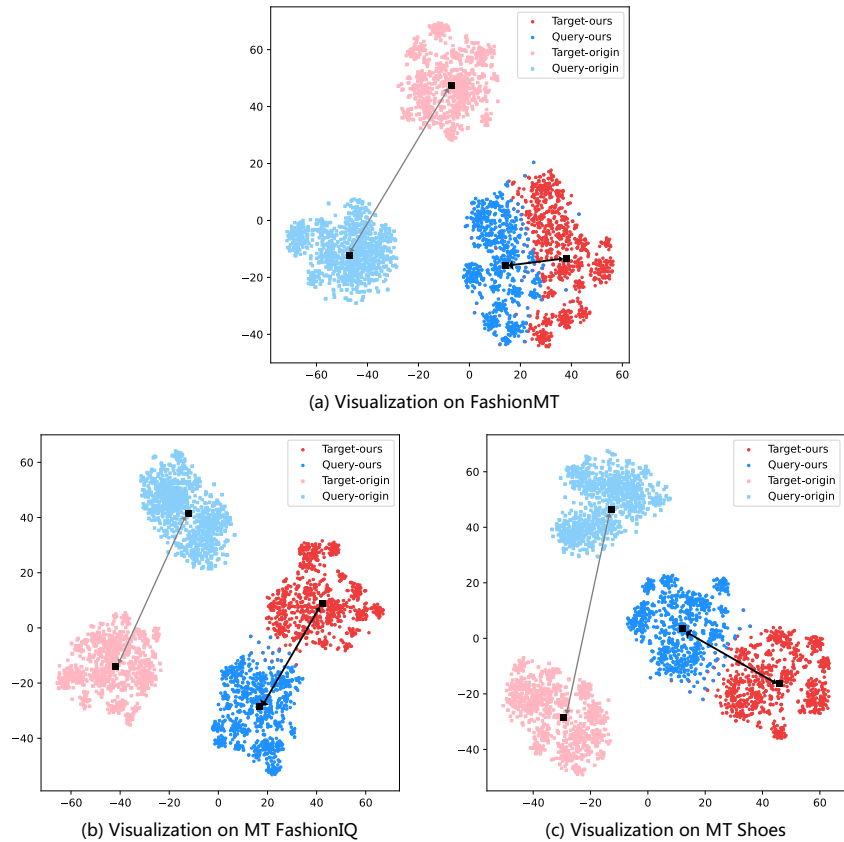 Target-ours
Query-ours
Target-origin
Query-origin
60
40
20
0
−20
−40
−60 −40 −20 0 20 40 60
(a) Visualization on FashionMT
Target-ours
Query-ours
Target-origin
Query-origin
60
40
20
0
−20
−40
−60 −40 −20 0 20 40 60
(b) Visualization on MT FashionIQ
Target-ours
Query-ours
Target-origin
Query-origin
60
40
20
0
−20
−40
−40 −20 0 20 40 60
(c) Visualization on MT Shoes